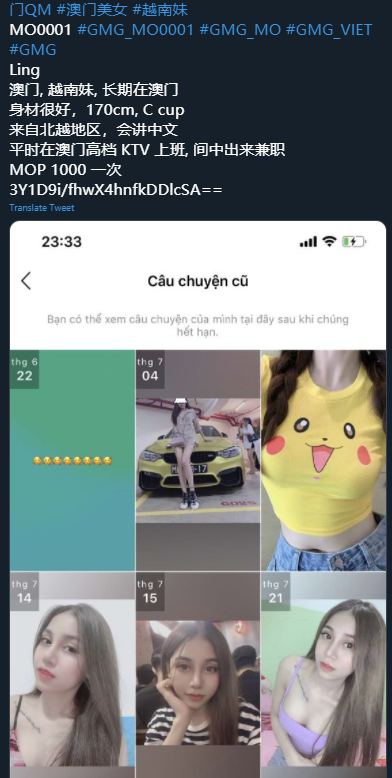 门QM #澳门美女 #越南妹
MO0001 #GMG_MO0001 #GMG_MO #GMG_VIET
#GMG
Ling
澳门, 越南妹, 长期在澳门
身材很好，170cm, C cup
来自北越地区，会讲中文
平时在澳门高档 KTV 上班, 间中出来兼职
MOP 1000 一次
3Y1D9i/fhwX4hnfkDDlcSA==
Translate Tweet
23:33
Câu chuyện cũ
Bạn có thể xem câu chuyện của mình tại đây sau khi chúng
hết hạn.
thg 6
22
thg 7
04
thg 7
14
thg 7
15
thg 7
21